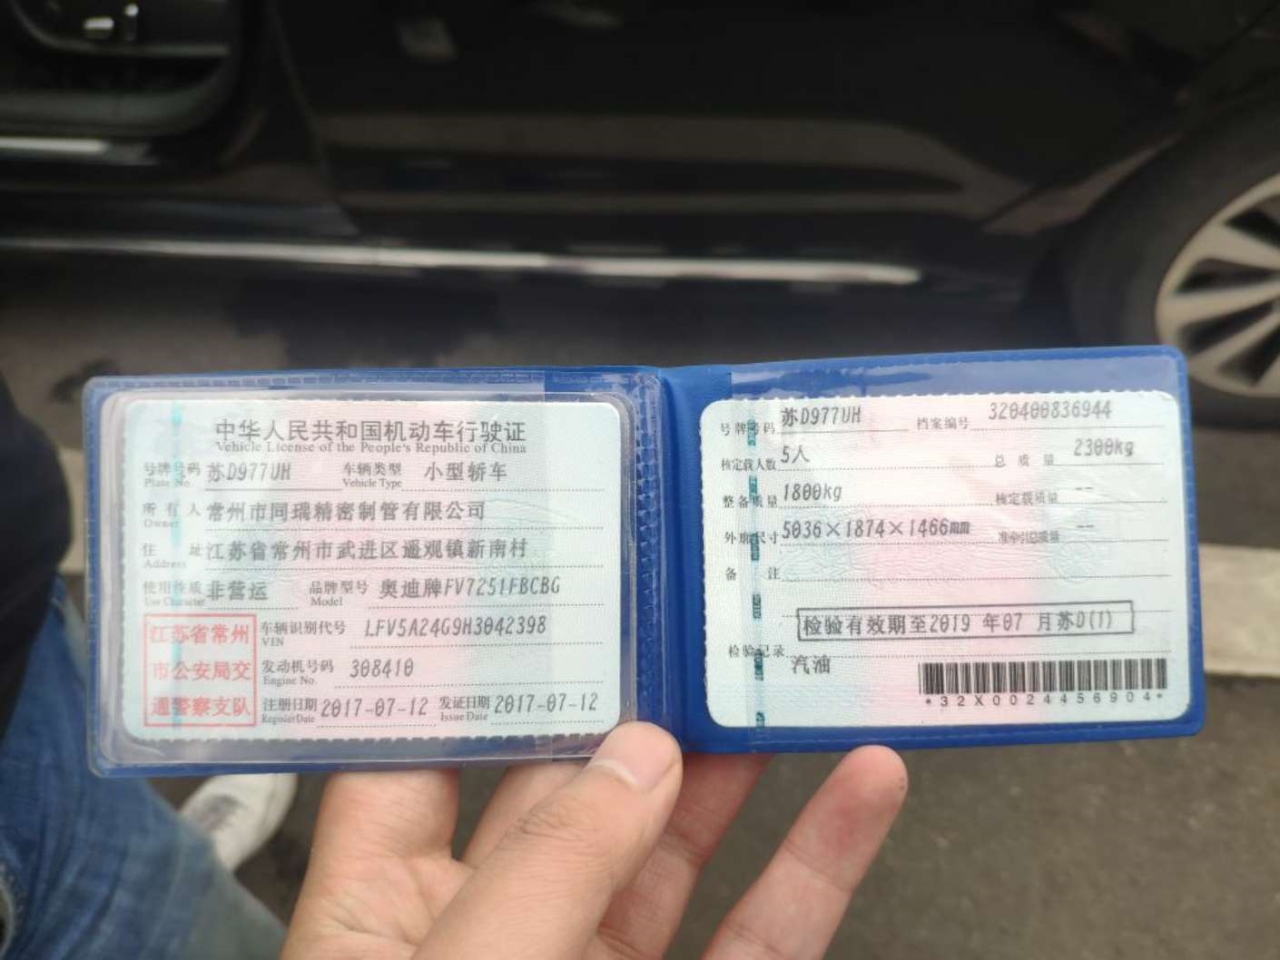 中华人民共和国机动车行驶证
Vehicle License of the People's Republic of China
号牌号码 苏D977UH 车辆类型 小型轿车
Plate No. Vehicle Type
所有人 常州市同瑞精密制管有限公司
Owner
住址 江苏省常州市武进区遥观镇新南村
Address
使用性质 非营运 品牌型号 奥迪牌FV7251FBCBG
Use Character Model
江苏省常州
市公安局交
通警察支队
车辆识别代号 LFV5A24G9H3042398
VIN
发动机号码 308410
Engine No.
注册日期 2017-07-12 发证日期 2017-07-12
Register Date Issue Date
号牌号码 苏D977UH 档案编号 320400836944
核定载人数 5人 总质量 2300kg
整备质量 1800kg 核定载质量 --
外廓尺寸 5036×1874×1466mm 准牵引总质量 --
备注
检验有效期至2019 年07 月苏D(1)
检验记录
汽油
*32X0024456904*